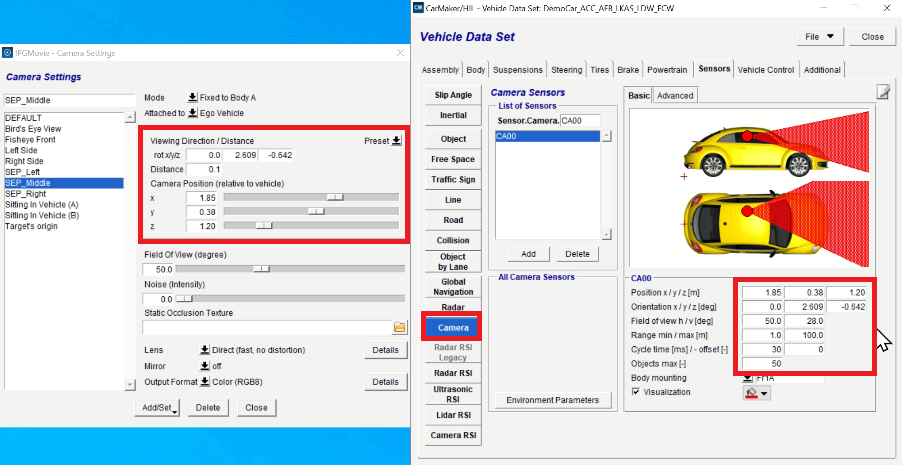 IPGMovie - Camera Settings
Camera Settings
SEP_Middle
DEFAULT
Bird's Eye View
Fisheye Front
Left Side
Right Side
SEP_Left
SEP_Middle
SEP_Right
Sitting In Vehicle (A)
Sitting In Vehicle (B)
Target's origin
Mode Fixed to Body A
Attached to Ego Vehicle
Viewing Direction / Distance Preset
rot x/y/z 0.0 2.609 -0.642
Distance 0.1
Camera Position (relative to vehicle)
x 1.85
y 0.38
z 1.20
Field Of View (degree)
50.0
Noise (Intensity)
0.0
Static Occlusion Texture
Lens Direct (fast, no distortion) Details
Mirror off
Output Format Color (RGB8) Details
Add/Set Delete Close
CM CarMaker/HIL - Vehicle Data Set: DemoCar_ACC_AEB_LKAS_LDW_FCW
Vehicle Data Set File Close
Assembly Body Suspensions Steering Tires Brake Powertrain Sensors Vehicle Control Additional
Slip Angle
Inertial
Object
Free Space
Traffic Sign
Line
Road
Collision
Object
by Lane
Global
Navigation
Radar
Camera
Radar RSI
Legacy
Radar RSI
Ultrasonic
RSI
Lidar RSI
Camera RSI
Camera Sensors
List of Sensors
Sensor.Camera. CA00
CA00
Add Delete
All Camera Sensors
Environment Parameters
Basic Advanced
CA00
Position x / y / z [m] 1.85 0.38 1.20
Orientation x/y/z [deg] 0.0 2.609 -0.642
Field of view h / v [deg] 50.0 28.0
Range min / max [m] 1.0 100.0
Cycle time [ms] / - offset [-] 30 0
Objects max [-] 50
Body mounting Fr1A
Visualization